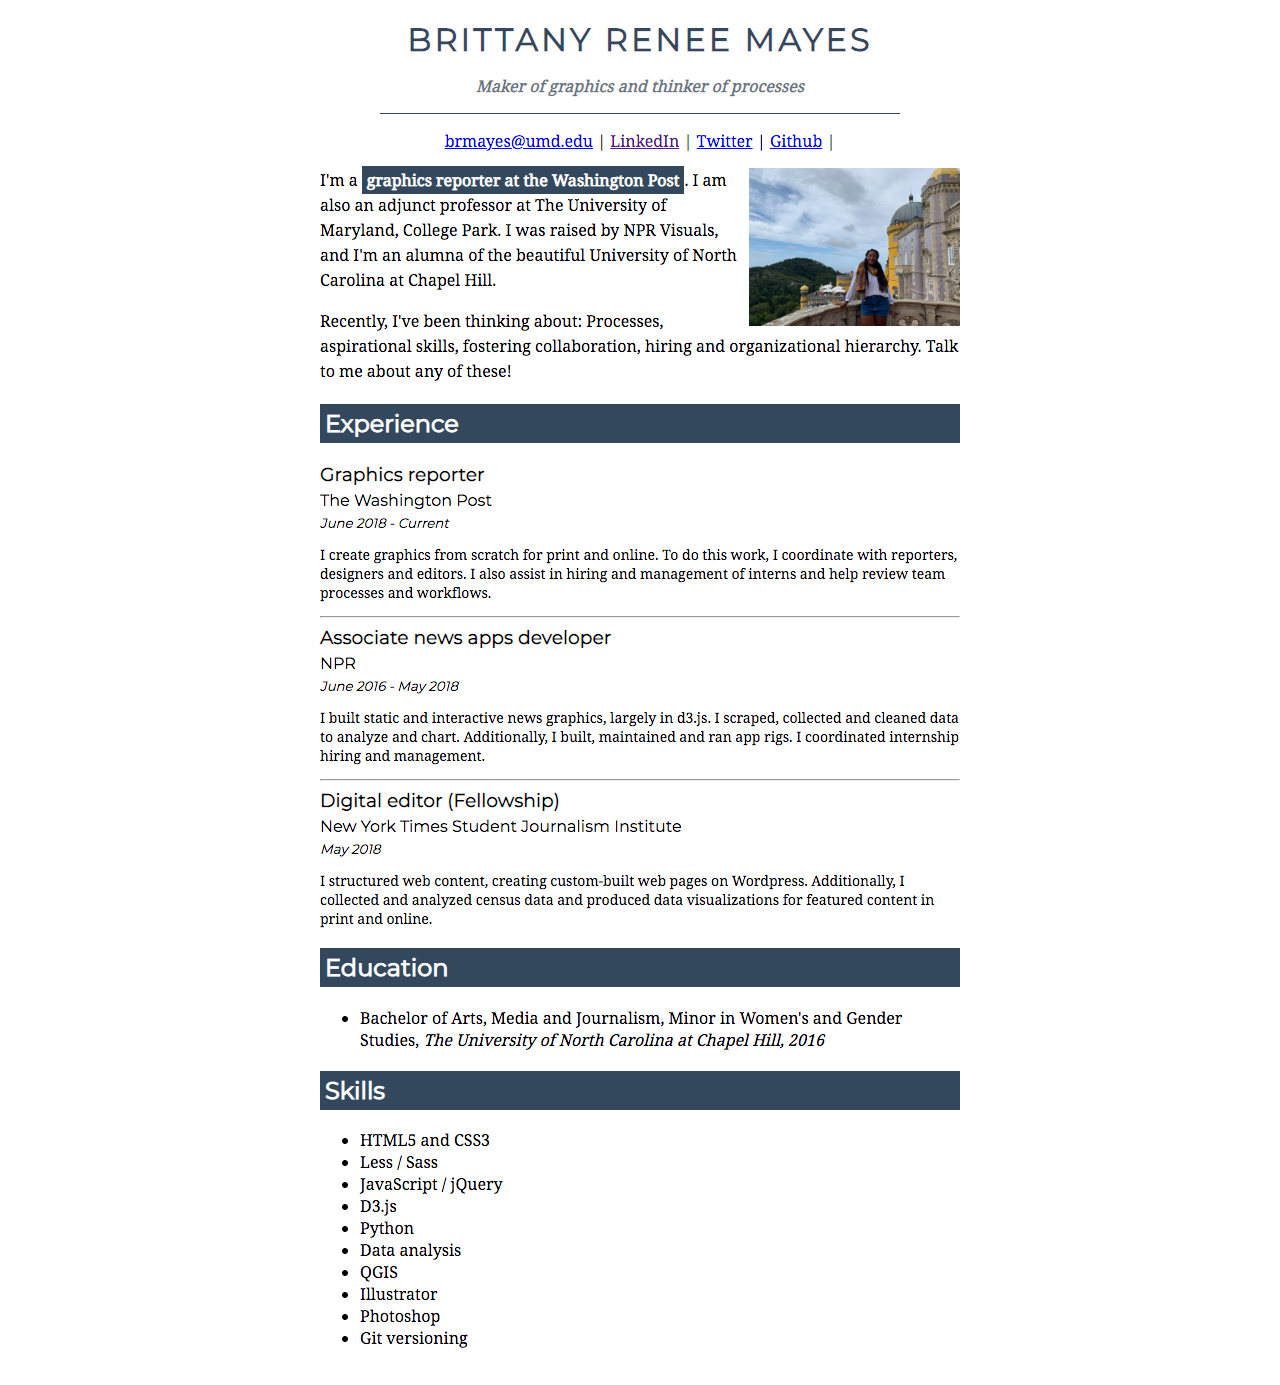 BRITTANY RENEE MAYES
Maker of graphics and thinker of processes
brmayes@umd.edu | LinkedIn | Twitter | Github |
I'm a graphics reporter at the Washington Post. I am
also an adjunct professor at The University of
Maryland, College Park. I was raised by NPR Visuals,
and I'm an alumna of the beautiful University of North
Carolina at Chapel Hill.
Recently, I've been thinking about: Processes,
aspirational skills, fostering collaboration, hiring and organizational hierarchy. Talk
to me about any of these!
Experience
Graphics reporter
The Washington Post
June 2018 - Current
I create graphics from scratch for print and online. To do this work, I coordinate with reporters,
designers and editors. I also assist in hiring and management of interns and help review team
processes and workflows.
Associate news apps developer
NPR
June 2016 - May 2018
I built static and interactive news graphics, largely in d3.js. I scraped, collected and cleaned data
to analyze and chart. Additionally, I built, maintained and ran app rigs. I coordinated internship
hiring and management.
Digital editor (Fellowship)
New York Times Student Journalism Institute
May 2018
I structured web content, creating custom-built web pages on Wordpress. Additionally, I
collected and analyzed census data and produced data visualizations for featured content in
print and online.
Education
• Bachelor of Arts, Media and Journalism, Minor in Women's and Gender
Studies, The University of North Carolina at Chapel Hill, 2016
Skills
• HTML5 and CSS3
• Less / Sass
• JavaScript / jQuery
• D3.js
• Python
• Data analysis
• QGIS
• Illustrator
• Photoshop
• Git versioning